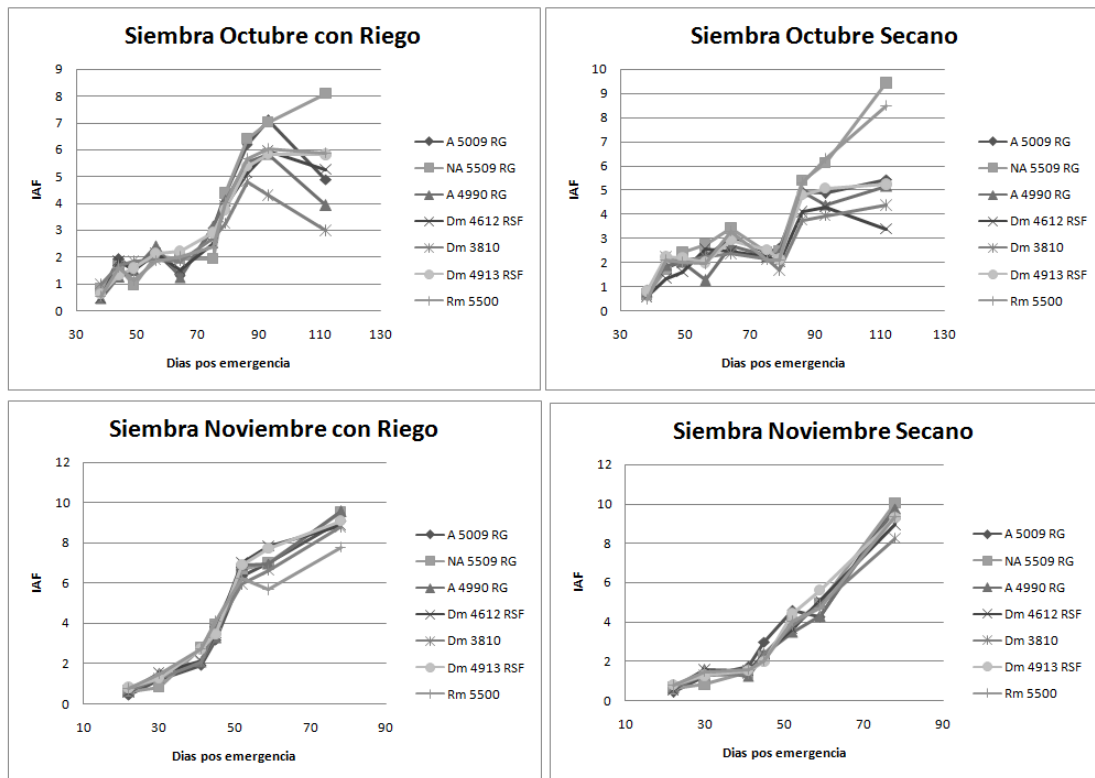 Siembra Octubre con Riego
9
8
7
6
5
4
3
2
1
0
IAF
30 50 70 90 110 130
Dias pos emergencia
A 5009 RG
NA 5509 RG
A 4990 RG
Dm 4612 RSF
Dm 3810
Dm 4913 RSF
Rm 5500
Siembra Octubre Secano
10
9
8
7
6
5
4
3
2
1
0
IAF
30 50 70 90 110 130
Dias pos emergencia
A 5009 RG
NA 5509 RG
A 4990 RG
Dm 4612 RSF
Dm 3810
Dm 4913 RSF
Rm 5500
Siembra Noviembre con Riego
12
10
8
6
4
2
0
IAF
10 30 50 70 90
Dias pos emergencia
A 5009 RG
NA 5509 RG
A 4990 RG
Dm 4612 RSF
Dm 3810
Dm 4913 RSF
Rm 5500
Siembra Noviembre Secano
12
10
8
6
4
2
0
IAF
10 30 50 70 90
Dias pos emergencia
A 5009 RG
NA 5509 RG
A 4990 RG
Dm 4612 RSF
Dm 3810
Dm 4913 RSF
Rm 5500